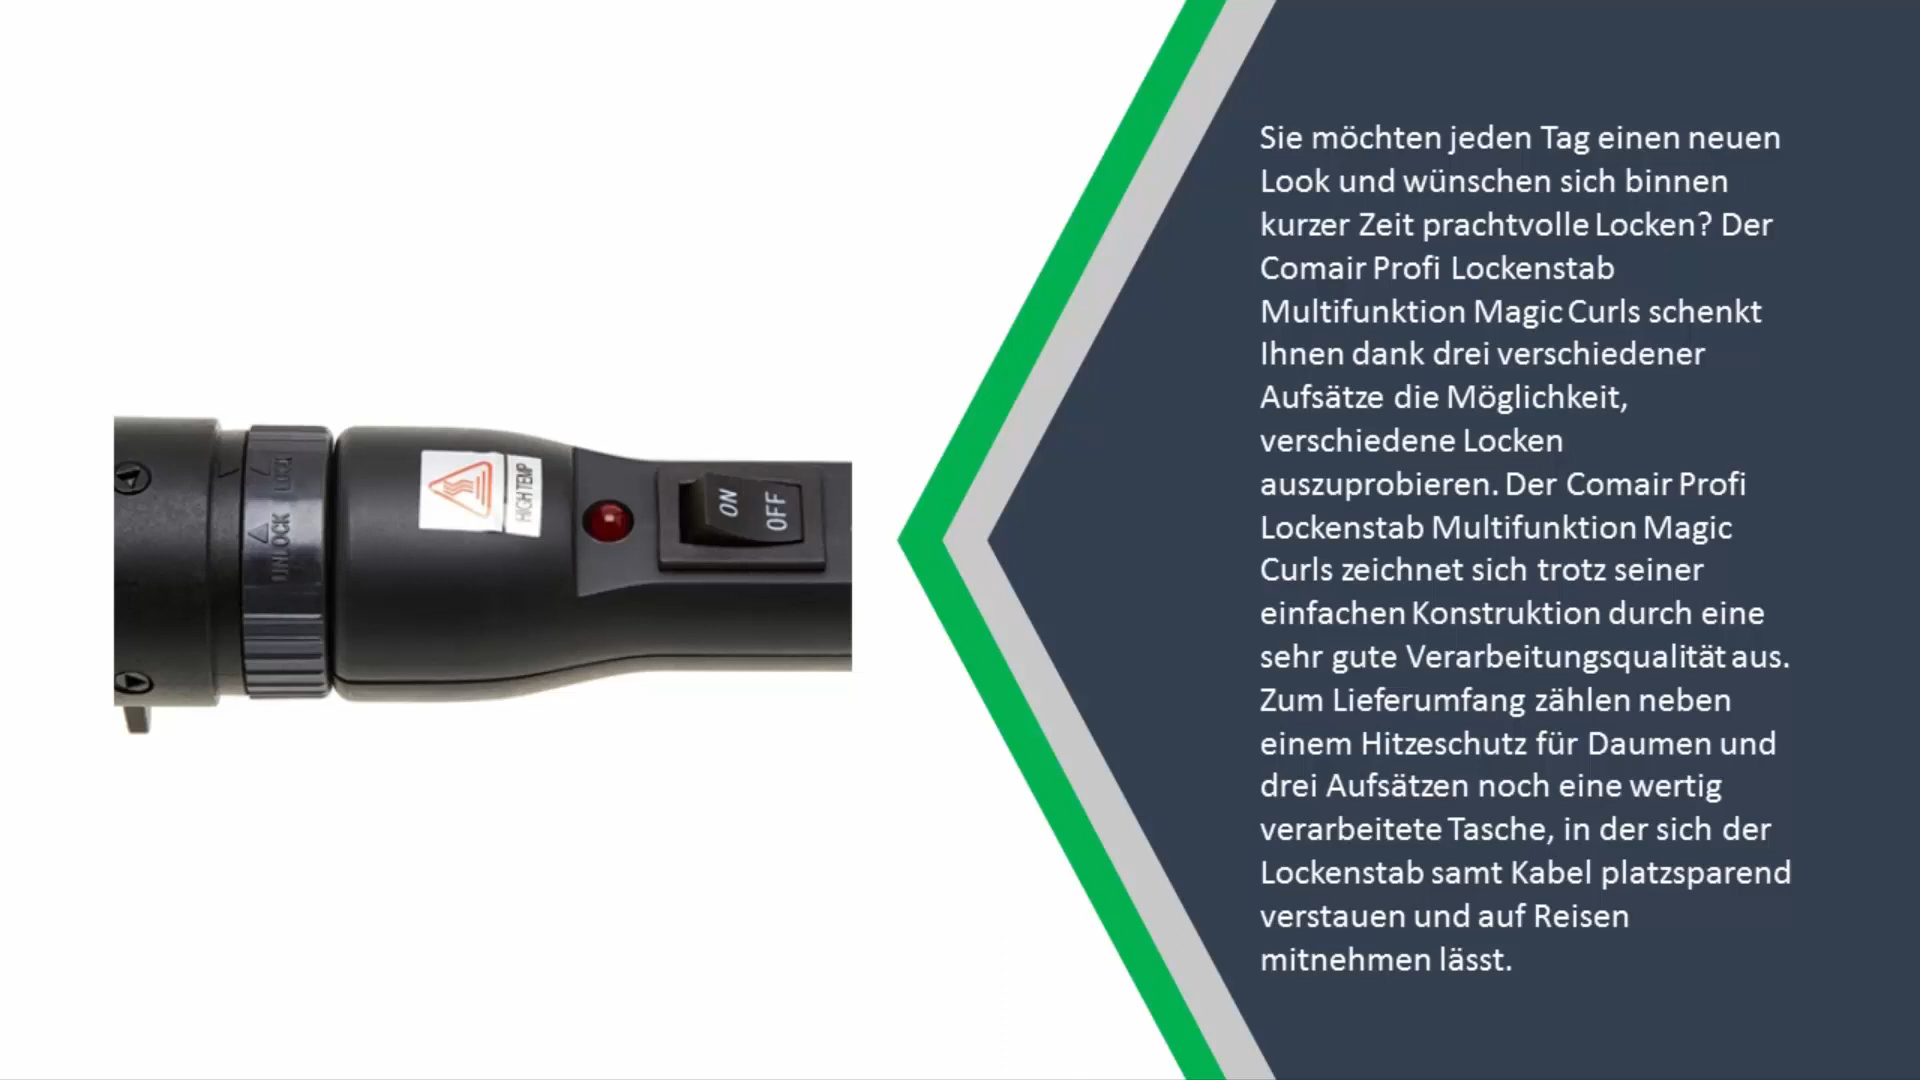 LOCK
UNLOCK
HIGH TEMP
ON
OFF
Sie möchten jeden Tag einen neuen
Look und wünschen sich binnen
kurzer Zeit prachtvolle Locken? Der
Comair Profi Lockenstab
Multifunktion Magic Curls schenkt
Ihnen dank drei verschiedener
Aufsätze die Möglichkeit,
verschiedene Locken
auszuprobieren. Der Comair Profi
Lockenstab Multifunktion Magic
Curls zeichnet sich trotz seiner
einfachen Konstruktion durch eine
sehr gute Verarbeitungsqualität aus.
Zum Lieferumfang zählen neben
einem Hitzeschutz für Daumen und
drei Aufsätzen noch eine wertig
verarbeitete Tasche, in der sich der
Lockenstab samt Kabel platzsparend
verstauen und auf Reisen
mitnehmen lässt.